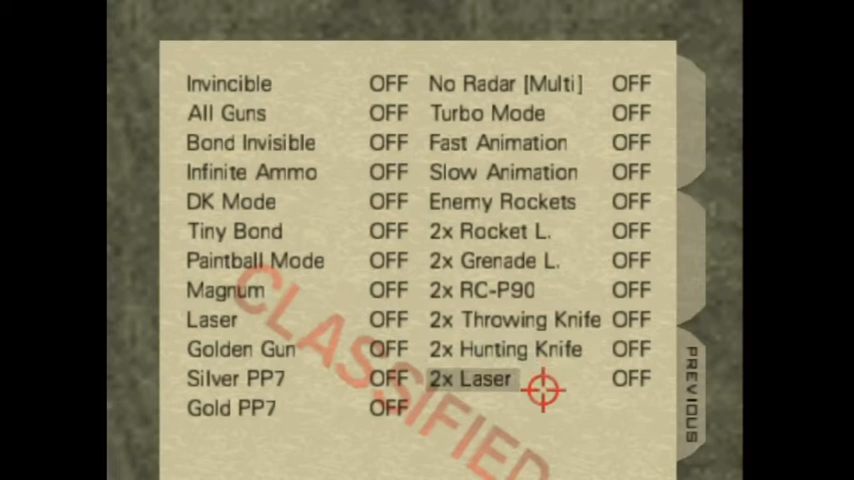 Invincible OFF No Radar [Multi] OFF
All Guns OFF Turbo Mode OFF
Bond Invisible OFF Fast Animation OFF
Infinite Ammo OFF Slow Animation OFF
DK Mode OFF Enemy Rockets OFF
Tiny Bond OFF 2x Rocket L. OFF
Paintball Mode OFF 2x Grenade L. OFF
Magnum OFF 2x RC-P90 OFF
Laser OFF 2x Throwing Knife OFF
Golden Gun OFF 2x Hunting Knife OFF
Silver PP7 OFF 2x Laser OFF
Gold PP7 OFF
CLASSIFIED
PREVIOUS